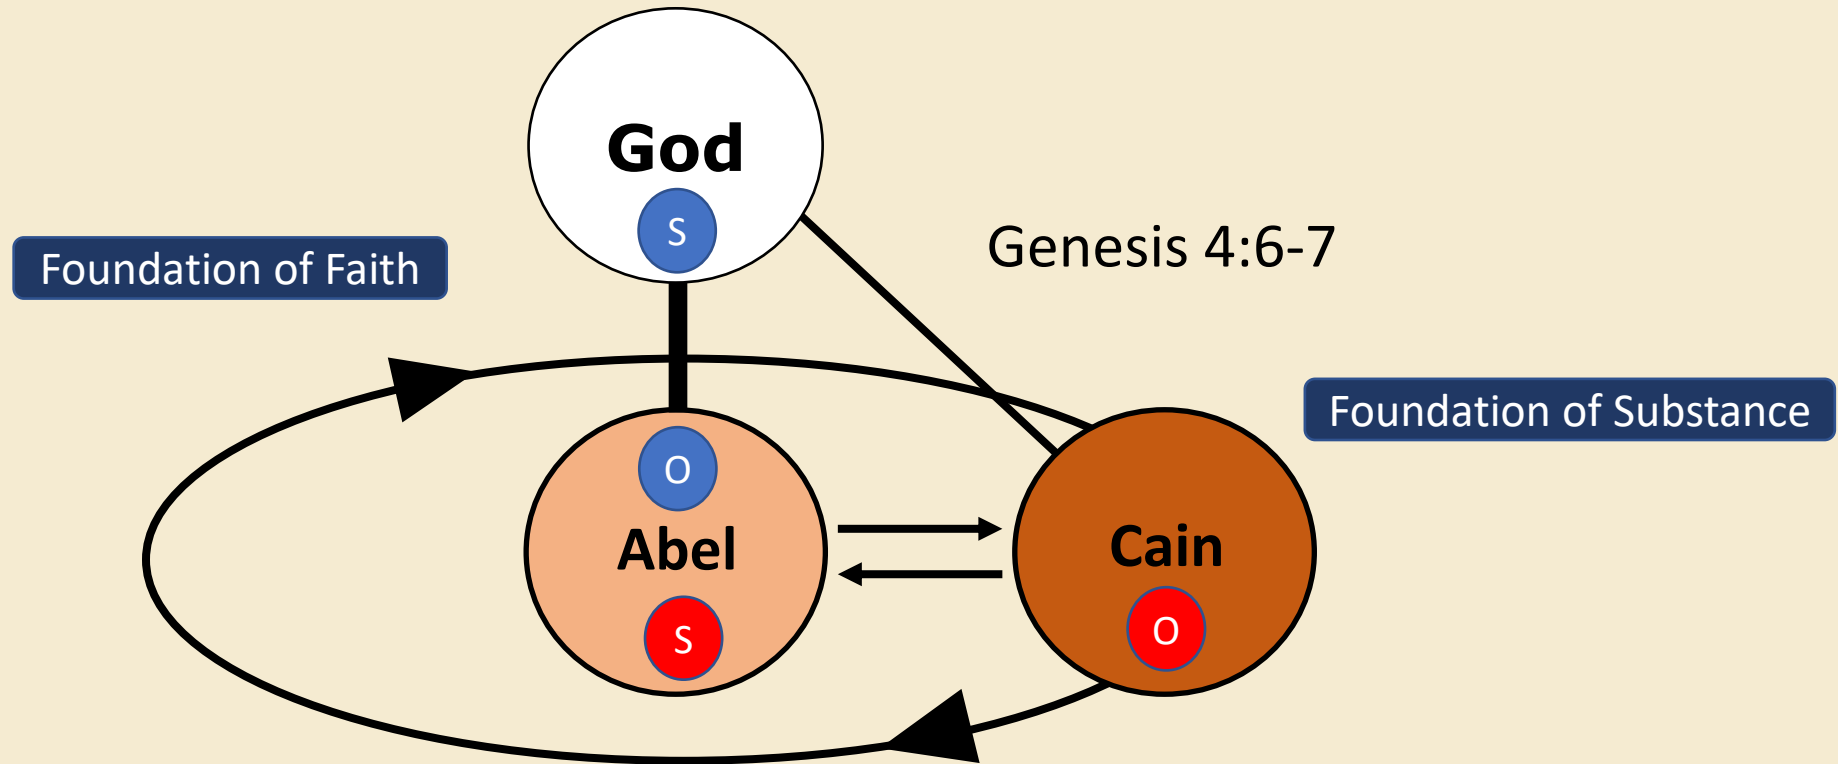 God
S
Genesis 4:6-7
Foundation of Faith
Foundation of Substance
O
Abel
Cain
S
O